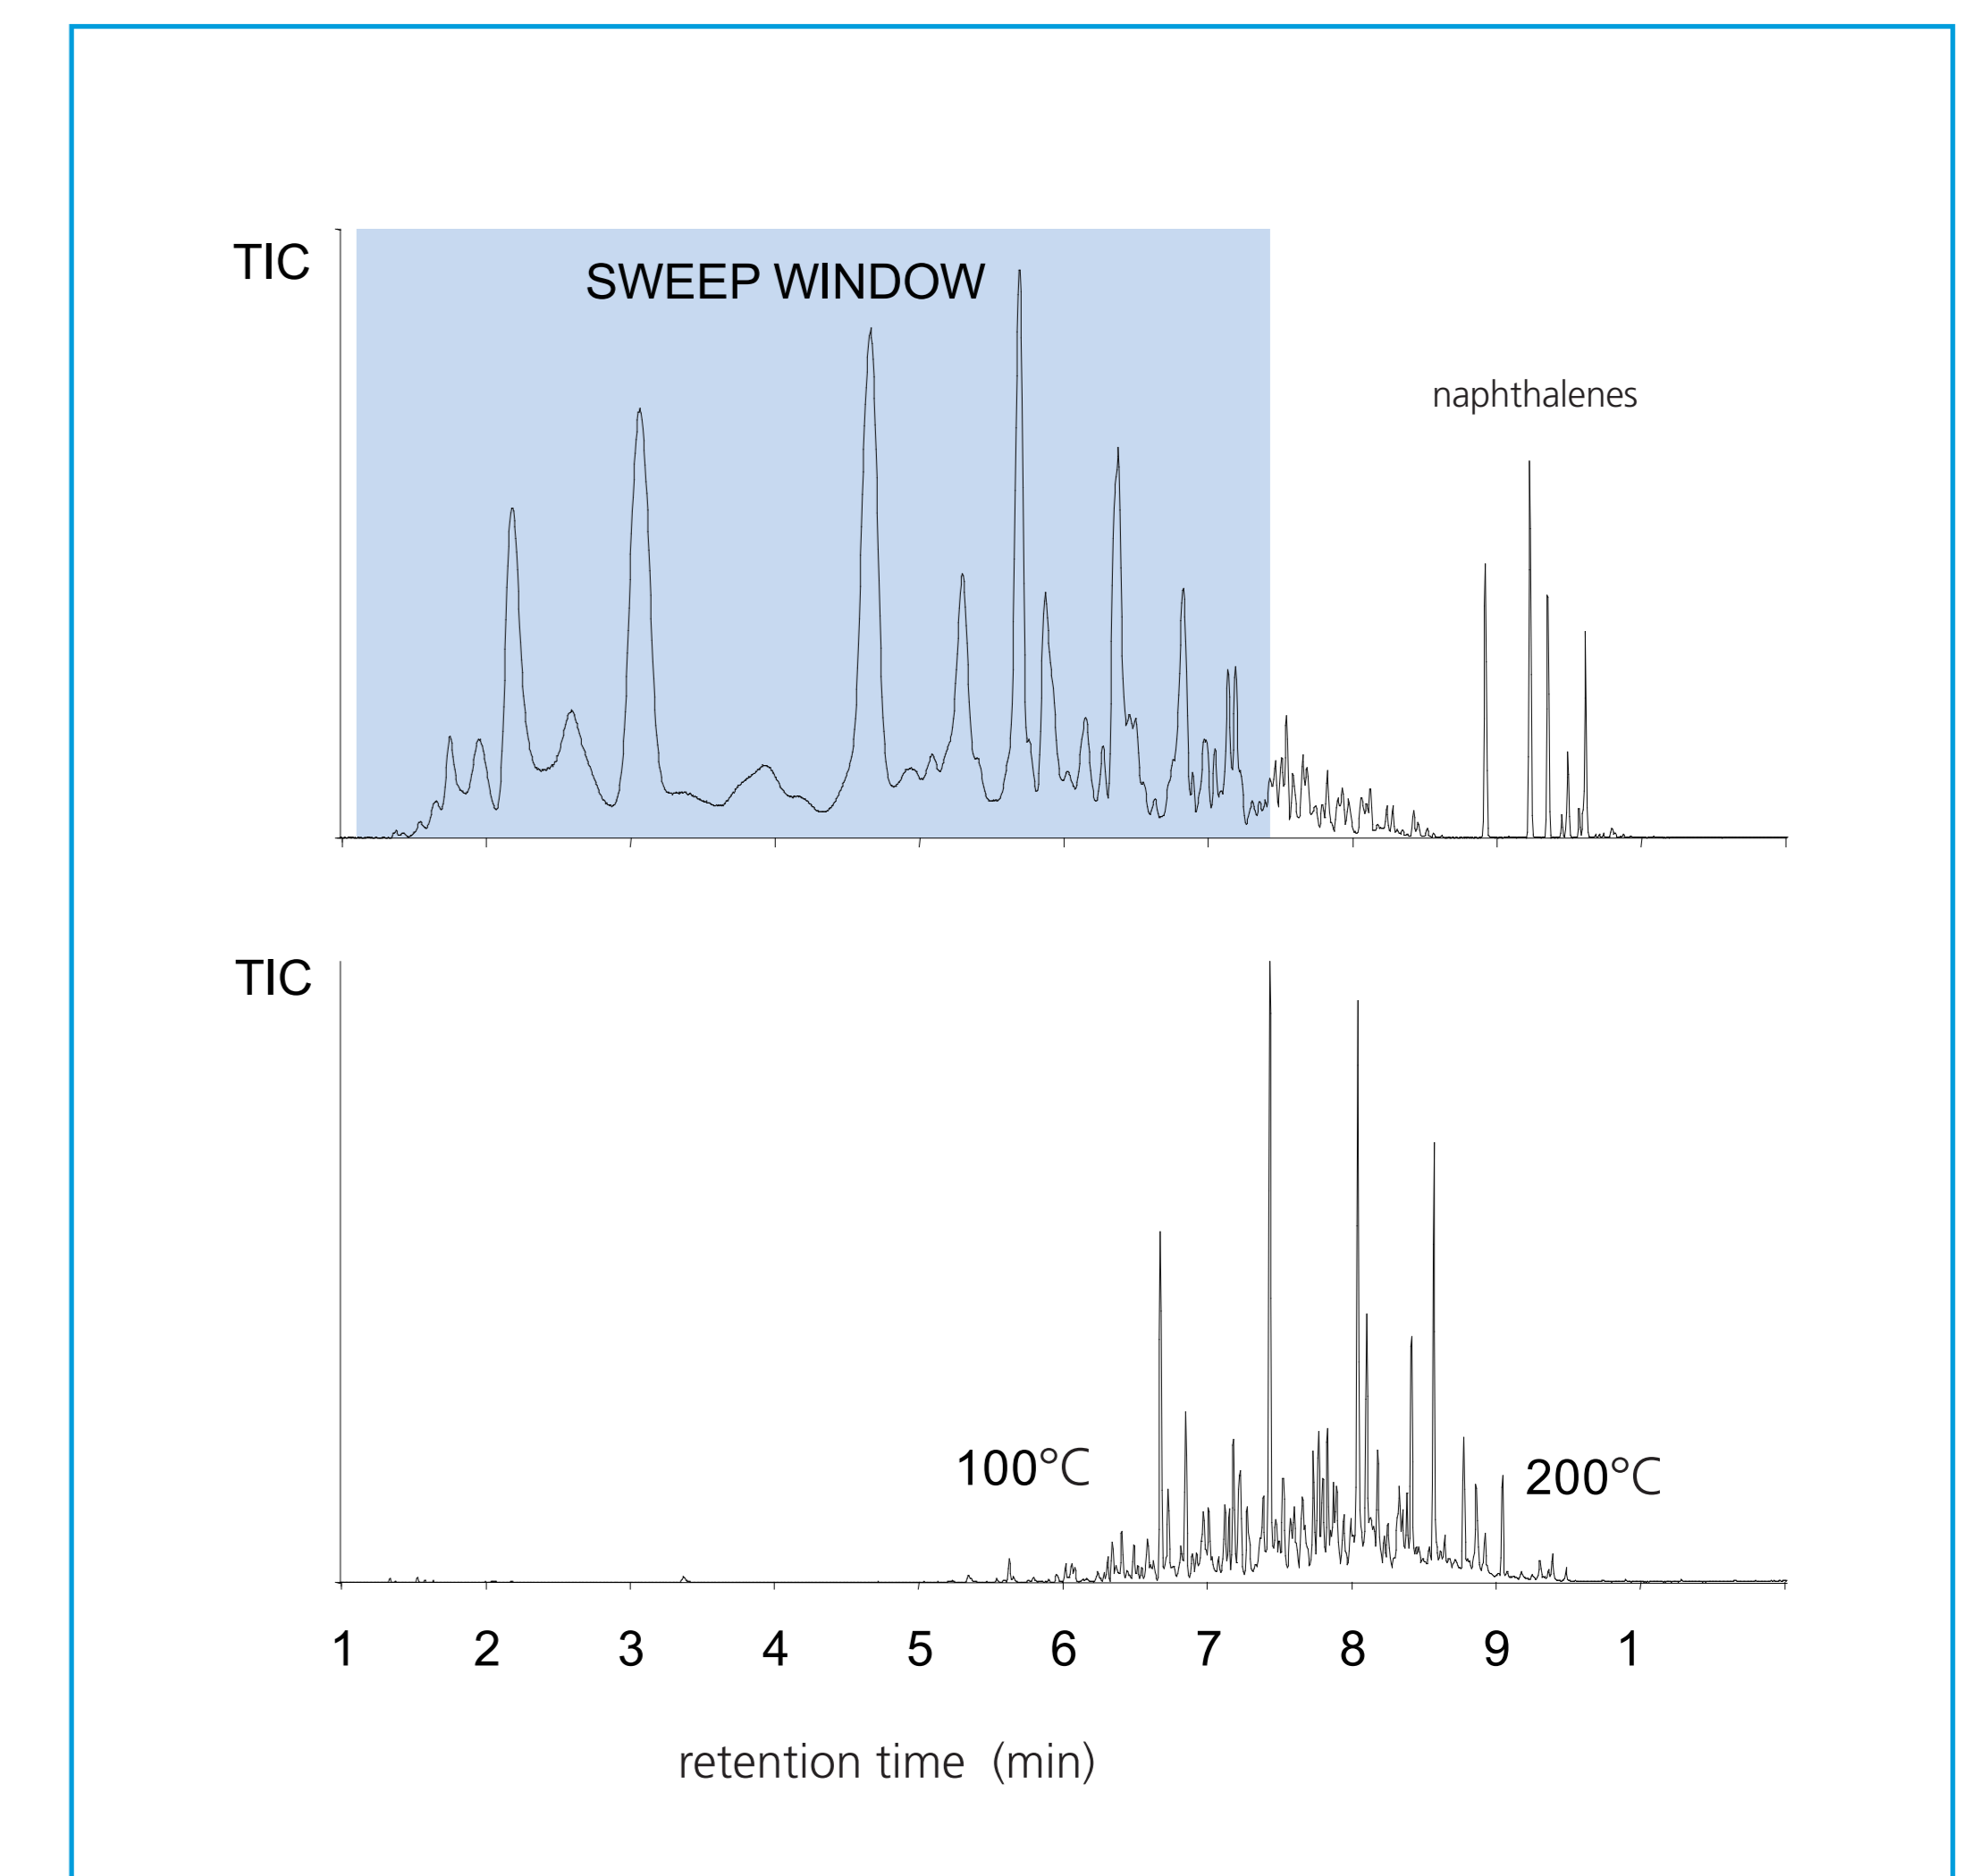 TIC
SWEEP WINDOW
naphthalenes
TIC
100°C
200°C
1 2 3 4 5 6 7 8 9 1
retention time (min)